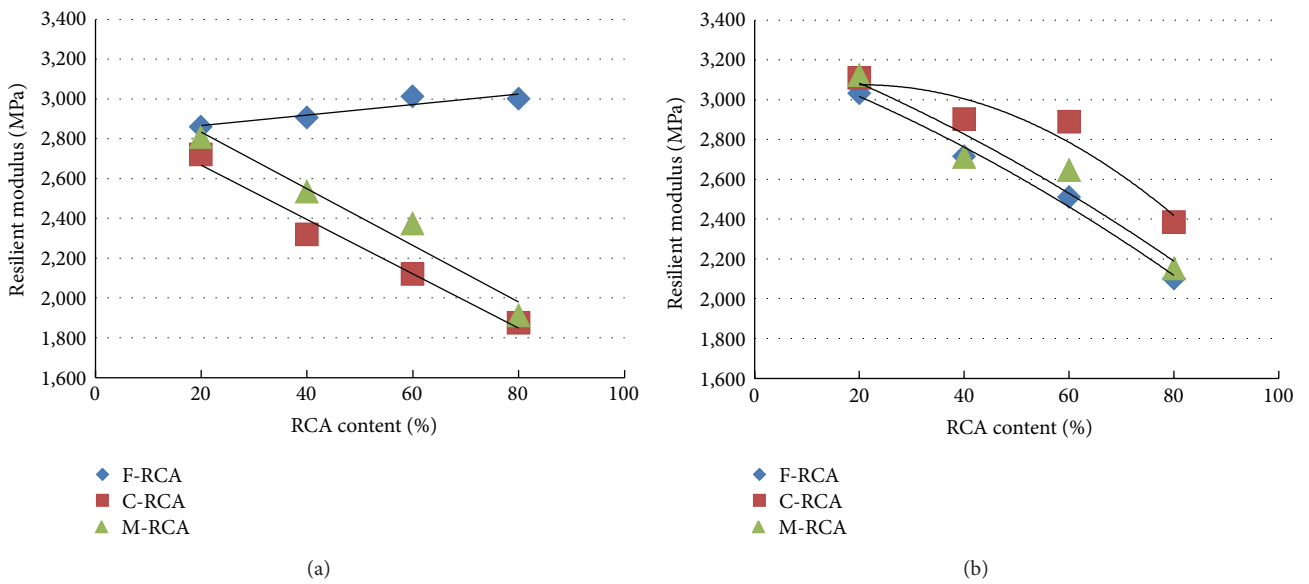 3,400
3,200
3,000
2,800
2,600
2,400
2,200
2,000
1,800
1,600
Resilient modulus (MPa)
0 20 40 60 80 100
RCA content (%)
F-RCA
C-RCA
M-RCA
(a)
3,400
3,200
3,000
2,800
2,600
2,400
2,200
2,000
1,800
1,600
Resilient modulus (MPa)
0 20 40 60 80 100
RCA content (%)
F-RCA
C-RCA
M-RCA
(b)